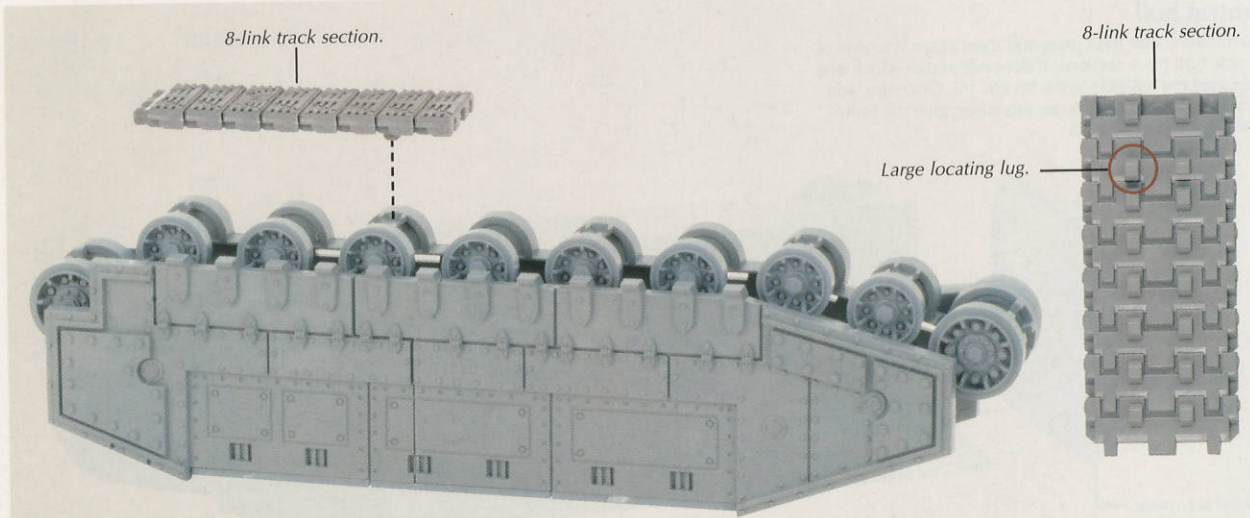 8-link track section.
8-link track section.
Large locating lug.